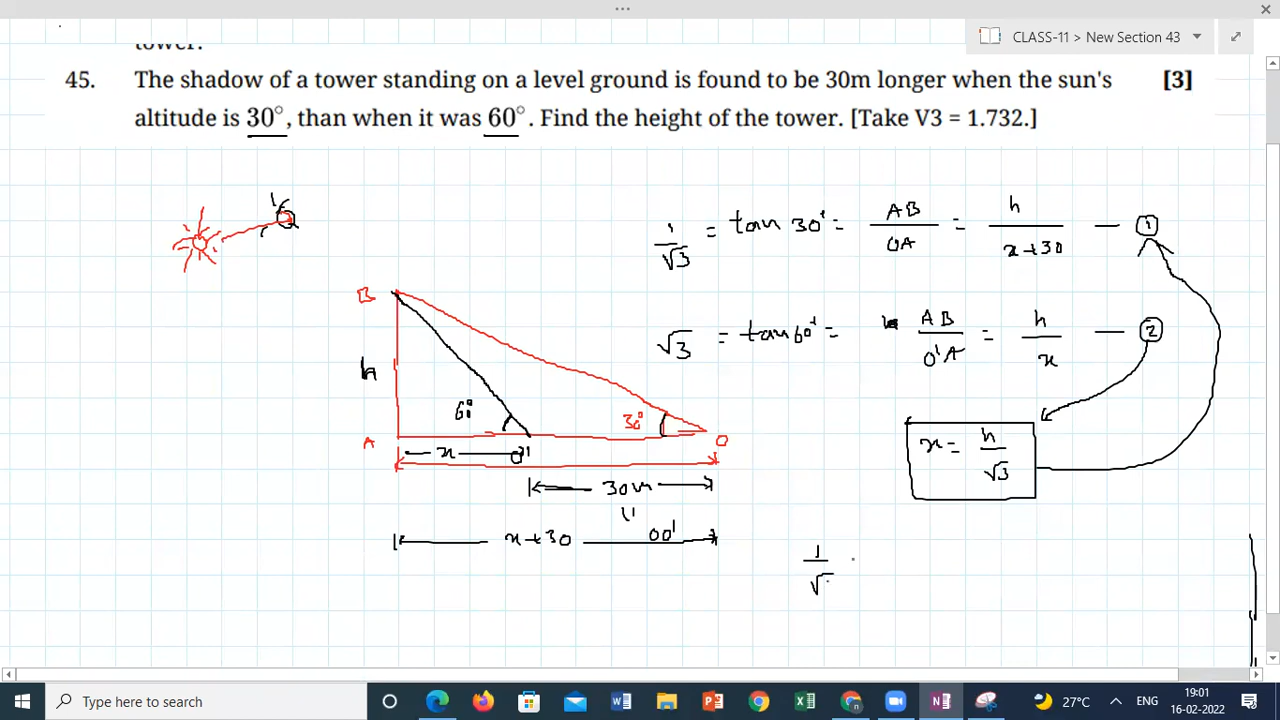 CLASS-11 > New Section 43
tower.
45. The shadow of a tower standing on a level ground is found to be 30m longer when the sun's [3]
altitude is 30°, than when it was 60°. Find the height of the tower. [Take V3 = 1.732.]
1/√3 = tan 30° = AB/OA = h/x+30 — 1
√3 = tan60° = AB/O'A = h/x — 2
x = h/√3
B
h
60°
30°
A
O
x
O'
30m
11
x+30
OO'
1/√
Type here to search
27°C
ENG
19:01
16-02-2022